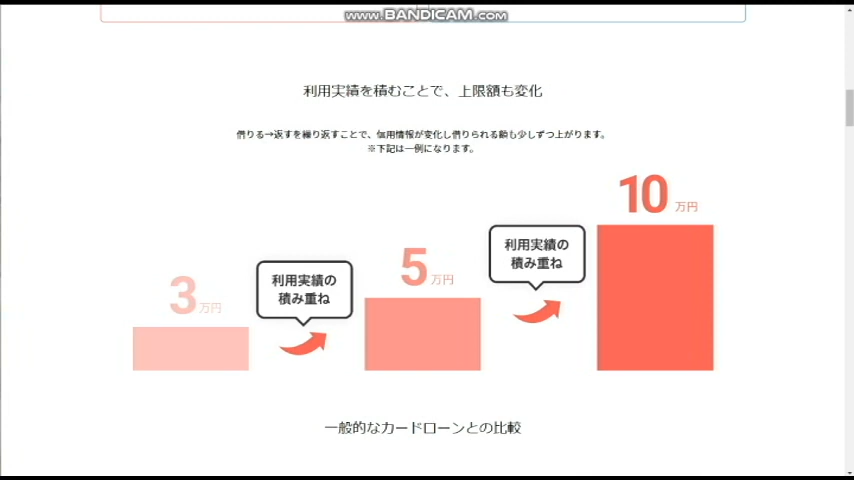 www.BANDICAM.com
利用実績を積むことで、上限額も変化
借りる→返すを繰り返すことで、信用情報が変化し借りられる額も少しずつ上がります。
※下記は一例になります。
10 万円
利用実績の
積み重ね
5 万円
利用実績の
積み重ね
3 万円
一般的なカードローンとの比較